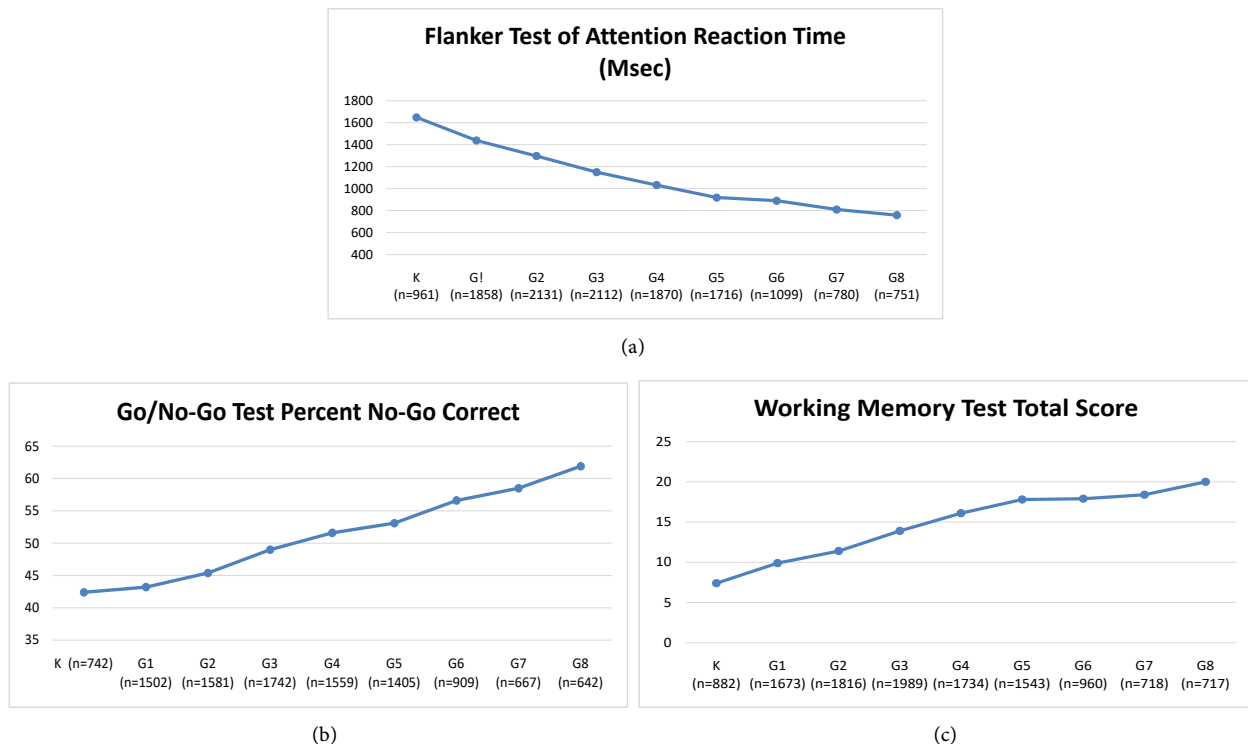 Flanker Test of Attention Reaction Time
(Msec)
1800
1600
1400
1200
1000
800
600
400
K G! G2 G3 G4 G5 G6 G7 G8
(n=961) (n=1858) (n=2131) (n=2112) (n=1870) (n=1716) (n=1099) (n=780) (n=751)
(a)
Go/No-Go Test Percent No-Go Correct
65
60
55
50
45
40
35
K (n=742) G1 G2 G3 G4 G5 G6 G7 G8
(n=1502) (n=1581) (n=1742) (n=1559) (n=1405) (n=909) (n=667) (n=642)
(b)
Working Memory Test Total Score
25
20
15
10
5
0
K G1 G2 G3 G4 G5 G6 G7 G8
(n=882) (n=1673) (n=1816) (n=1989) (n=1734) (n=1543) (n=960) (n=718) (n=717)
(c)